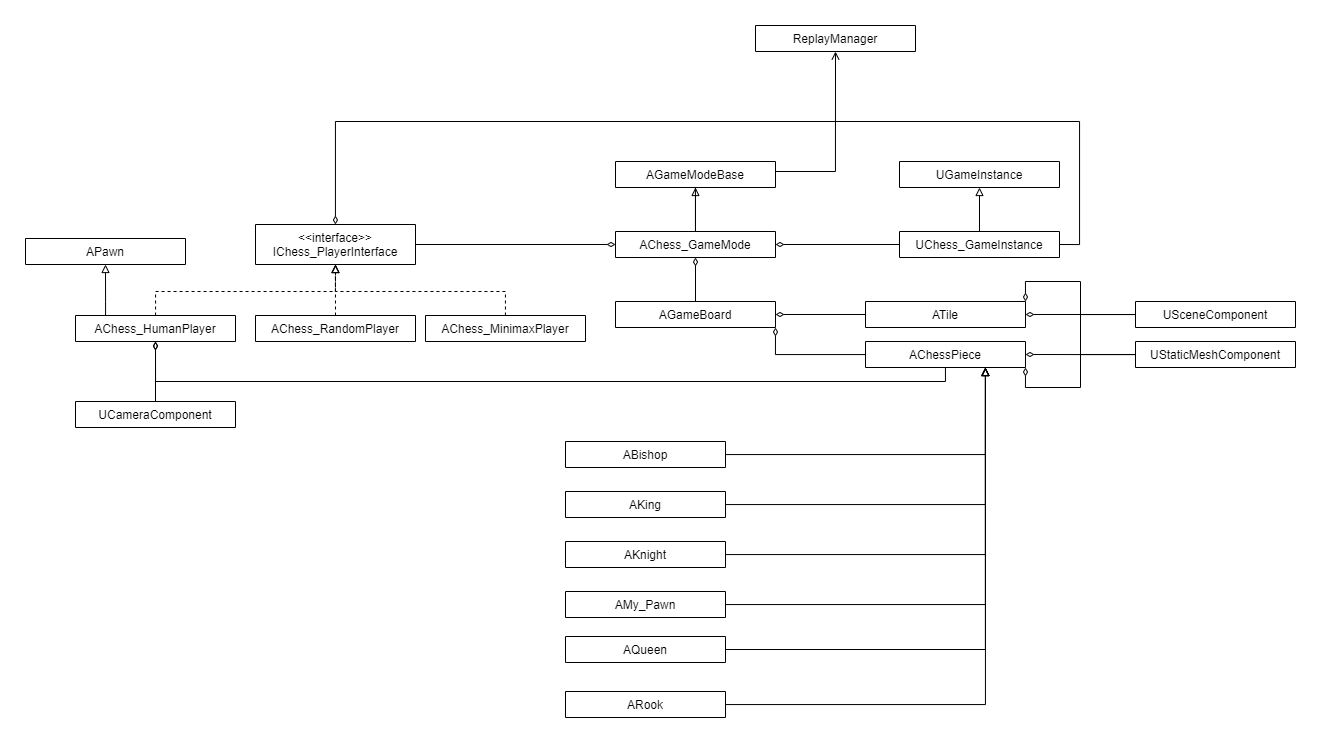 ReplayManager
AGameModeBase
UGameInstance
<<interface>>
IChess_PlayerInterface
AChess_GameMode
UChess_GameInstance
APawn
AChess_HumanPlayer
AChess_RandomPlayer
AChess_MinimaxPlayer
AGameBoard
ATile
USceneComponent
AChessPiece
UStaticMeshComponent
UCameraComponent
ABishop
AKing
AKnight
AMy_Pawn
AQueen
ARook